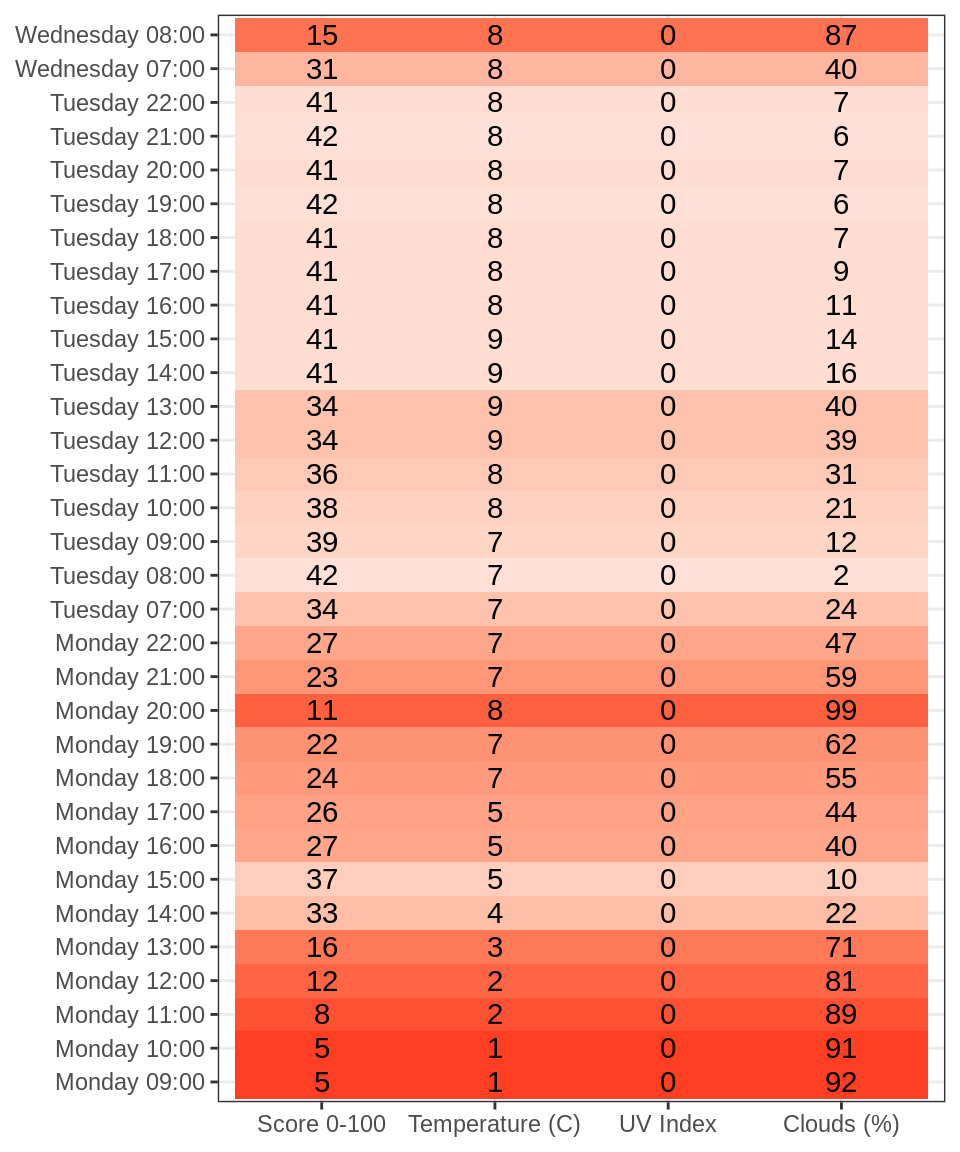 Wednesday 08:00 15 8 0 87
Wednesday 07:00 31 8 0 40
Tuesday 22:00 41 8 0 7
Tuesday 21:00 42 8 0 6
Tuesday 20:00 41 8 0 7
Tuesday 19:00 42 8 0 6
Tuesday 18:00 41 8 0 7
Tuesday 17:00 41 8 0 9
Tuesday 16:00 41 8 0 11
Tuesday 15:00 41 9 0 14
Tuesday 14:00 41 9 0 16
Tuesday 13:00 34 9 0 40
Tuesday 12:00 34 9 0 39
Tuesday 11:00 36 8 0 31
Tuesday 10:00 38 8 0 21
Tuesday 09:00 39 7 0 12
Tuesday 08:00 42 7 0 2
Tuesday 07:00 34 7 0 24
Monday 22:00 27 7 0 47
Monday 21:00 23 7 0 59
Monday 20:00 11 8 0 99
Monday 19:00 22 7 0 62
Monday 18:00 24 7 0 55
Monday 17:00 26 5 0 44
Monday 16:00 27 5 0 40
Monday 15:00 37 5 0 10
Monday 14:00 33 4 0 22
Monday 13:00 16 3 0 71
Monday 12:00 12 2 0 81
Monday 11:00 8 2 0 89
Monday 10:00 5 1 0 91
Monday 09:00 5 1 0 92
Score 0-100 Temperature (C) UV Index Clouds (%)